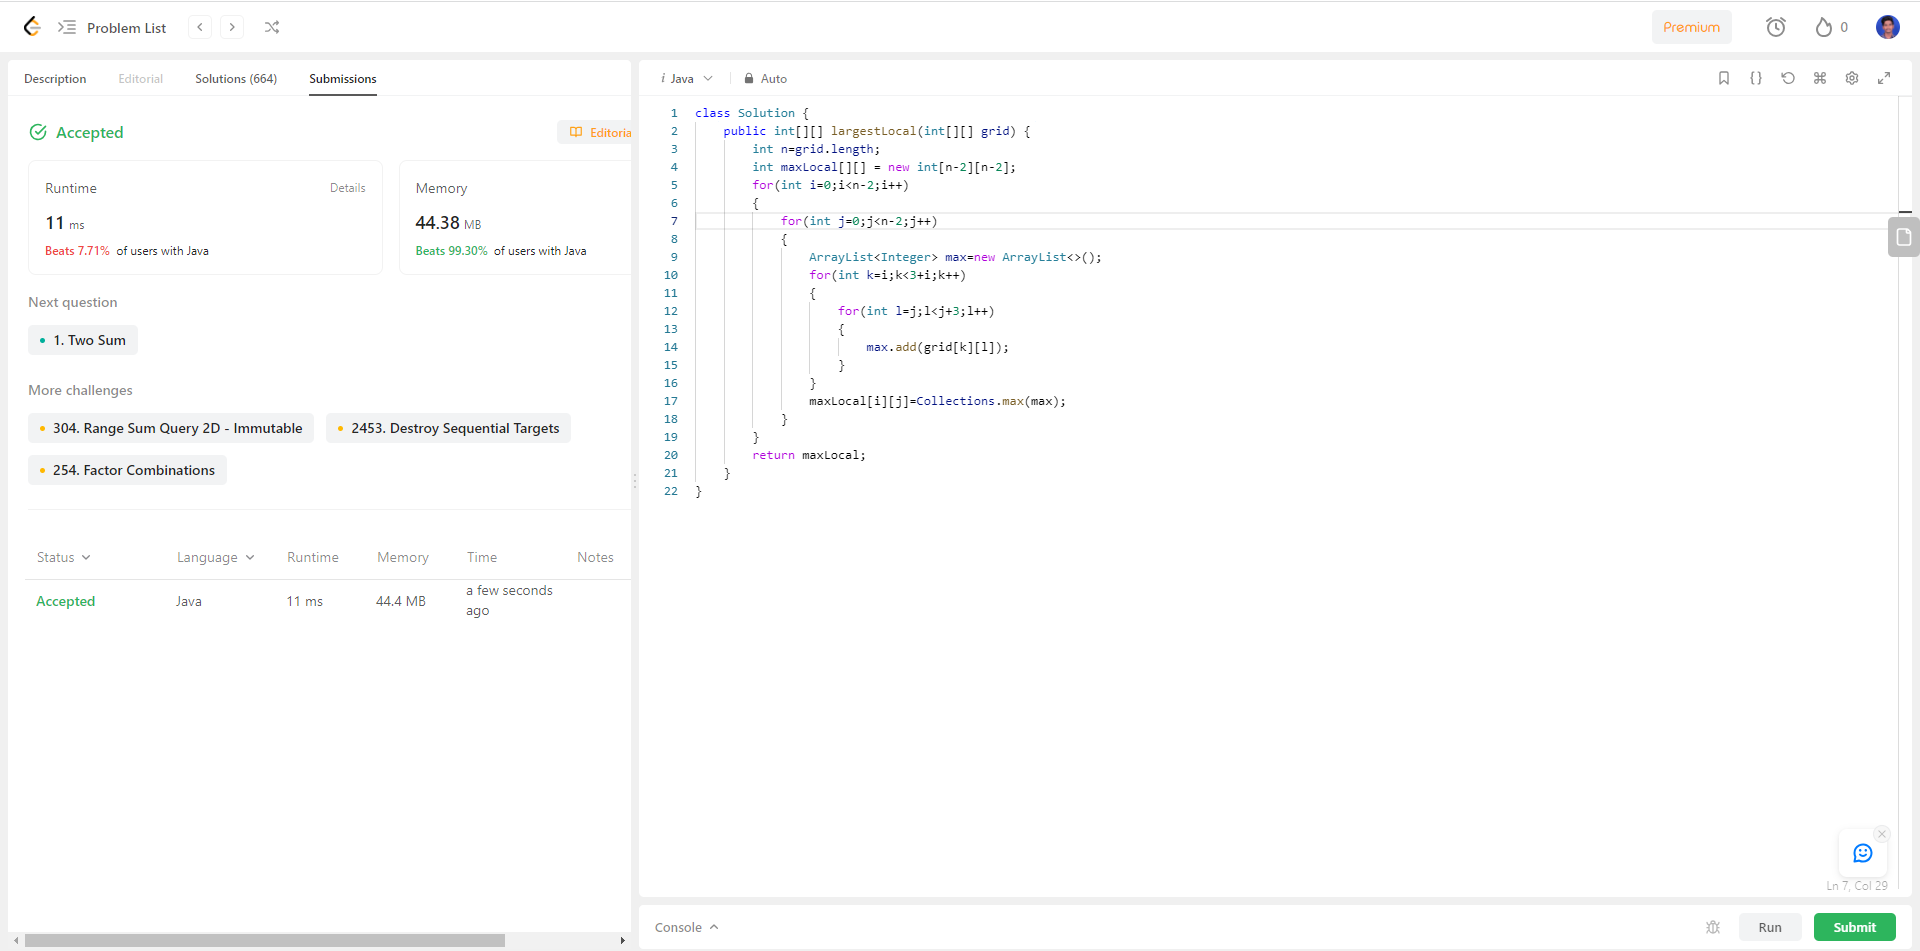 Problem List
Premium
0
Description Editorial Solutions (664) Submissions
Accepted
Editoria
Runtime Details
11 ms
Beats 7.71% of users with Java
Memory
44.38 MB
Beats 99.30% of users with Java
Next question
1. Two Sum
More challenges
304. Range Sum Query 2D - Immutable
2453. Destroy Sequential Targets
254. Factor Combinations
Status Language Runtime Memory Time Notes
Accepted Java 11 ms 44.4 MB a few seconds
ago
i Java Auto
1 class Solution {
2 public int[][] largestLocal(int[][] grid) {
3 int n=grid.length;
4 int maxLocal[][] = new int[n-2][n-2];
5 for(int i=0;i<n-2;i++)
6 {
7 for(int j=0;j<n-2;j++)
8 {
9 ArrayList<Integer> max=new ArrayList<>();
10 for(int k=i;k<3+i;k++)
11 {
12 for(int l=j;l<j+3;l++)
13 {
14 max.add(grid[k][l]);
15 }
16 }
17 maxLocal[i][j]=Collections.max(max);
18 }
19 }
20 return maxLocal;
21 }
22 }
Ln 7, Col 29
Console
Run
Submit